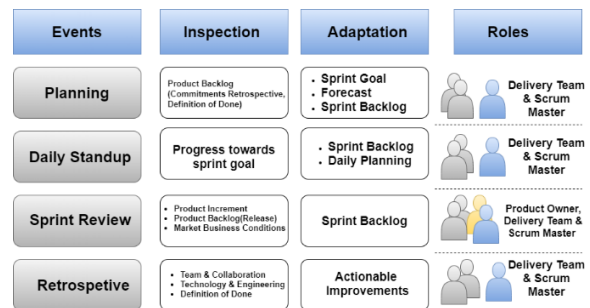 Events
Inspection
Adaptation
Roles
Planning
Product Backlog
(Commitments Retrospective,
Definition of Done)
• Sprint Goal
• Forecast
• Sprint Backlog
Delivery Team
& Scrum
Master
Daily Standup
Progress towards
sprint goal
• Sprint Backlog
• Daily Planning
Delivery Team
& Scrum
Master
Sprint Review
• Product Increment
• Product Backlog(Release)
• Market Business Conditions
Sprint Backlog
Product Owner,
Delivery Team &
Scrum Master
Retrospetive
• Team & Collaboration
• Technology & Engineering
• Definition of Done
Actionable
Improvements
Delivery Team
& Scrum
Master